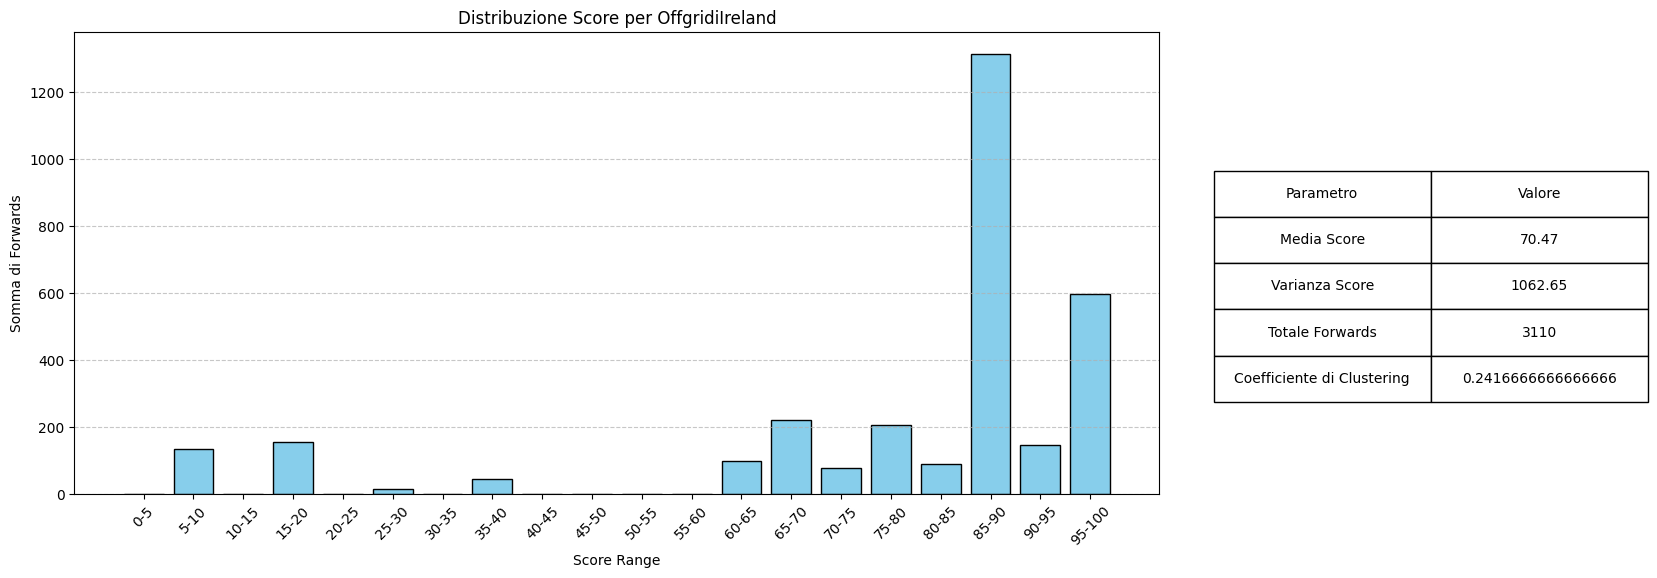 Distribuzione Score per OffgridiIreland
Somma di Forwards
1200
1000
800
600
400
200
0
0-5 5-10 10-15 15-20 20-25 25-30 30-35 35-40 40-45 45-50 50-55 55-60 60-65 65-70 70-75 75-80 80-85 85-90 90-95 95-100
Score Range
Parametro Valore
Media Score 70.47
Varianza Score 1062.65
Totale Forwards 3110
Coefficiente di Clustering 0.2416666666666666